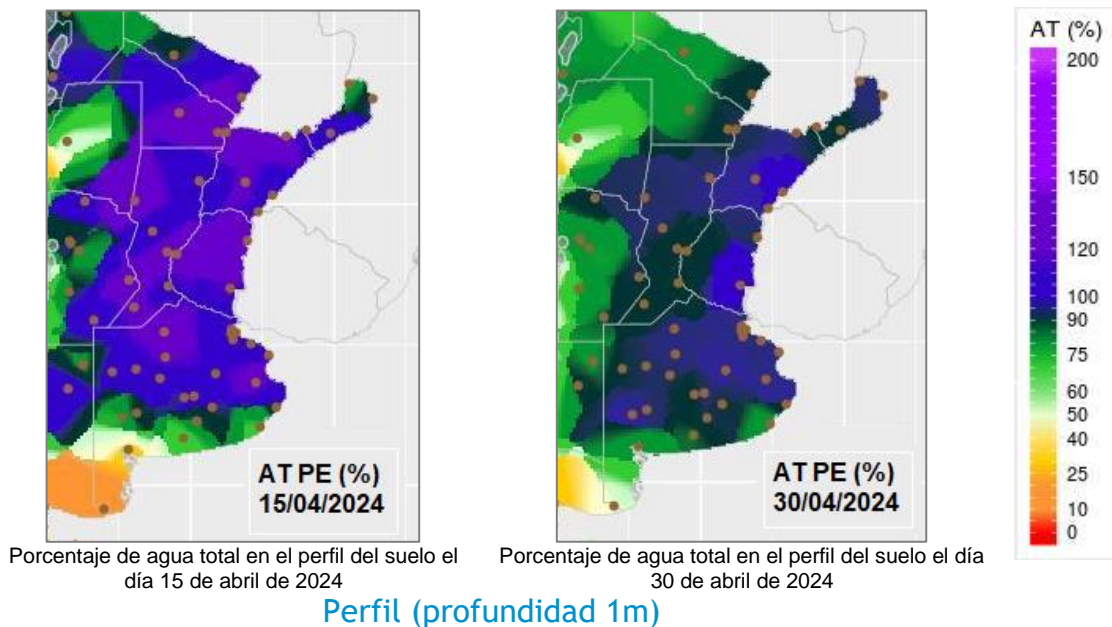 AT PE (%)
15/04/2024
AT PE (%)
30/04/2024
AT (%)
200
150
120
100
90
75
60
50
40
25
10
0
Porcentaje de agua total en el perfil del suelo el
día 15 de abril de 2024
Porcentaje de agua total en el perfil del suelo el día
30 de abril de 2024
Perfil (profundidad 1m)